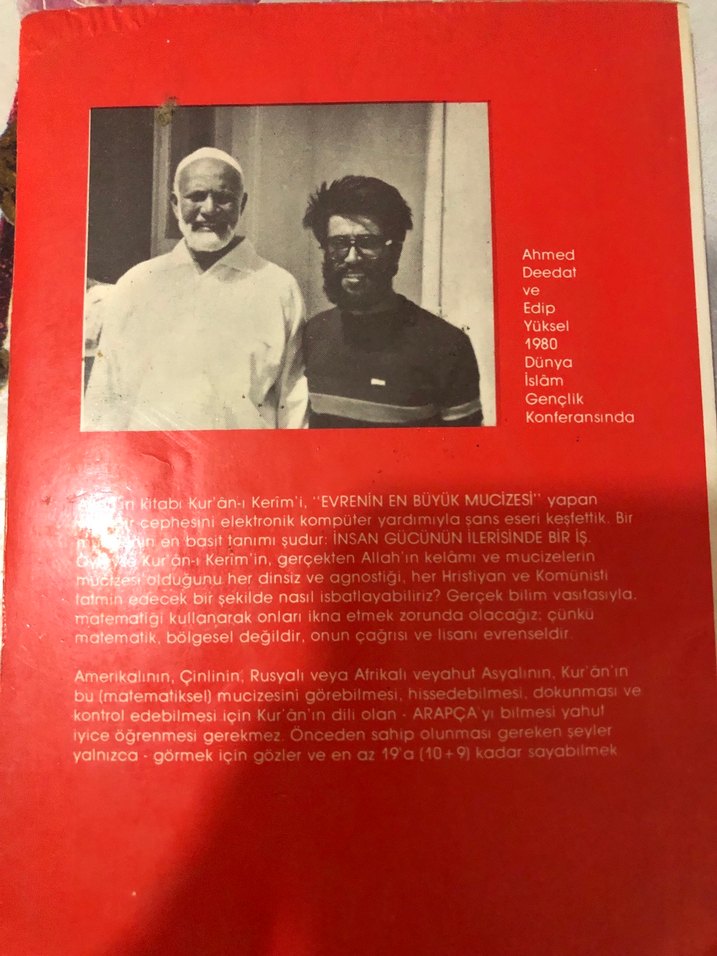 Ahmed
Deedat
ve
Edip
Yüksel
1980
Dünya
İslâm
Gençlik
Konferansında
kitabı Kur'ân-ı Kerîm'i, "EVRENİN EN BÜYÜK MUCİZESİ" yapan
cephesini elektronik kompüter yardımıyla şans eseri keşfettik. Bir
en basit tanımı şudur: İNSAN GÜCÜNÜN İLERİSİNDE BİR İŞ.
Kur'ân-ı Kerîm'in, gerçekten Allah'ın kelâmı ve mucizelerin
mucizesi olduğunu her dinsiz ve agnostiği, her Hristiyan ve Komünisti
tatmin edecek bir şekilde nasıl isbatlayabiliriz? Gerçek bilim vasıtasıyla,
matematiği kullanarak onları ikna etmek zorunda olacağız; çünkü
matematik, bölgesel değildir, onun çağrısı ve lisanı evrenseldir.
Amerikalının, Çinlinin, Rusyalı veya Afrikalı veyahut Asyalının, Kur'ân'ın
bu (matematiksel) mucizesini görebilmesi, hissedebilmesi, dokunması ve
kontrol edebilmesi için Kur'ân'ın dili olan - ARAPÇA'yı bilmesi yahut
iyice öğrenmesi gerekmez. Önceden sahip olunması gereken şeyler
yalnızca - görmek için gözler ve en az 19'a (10+9) kadar sayabilmek.